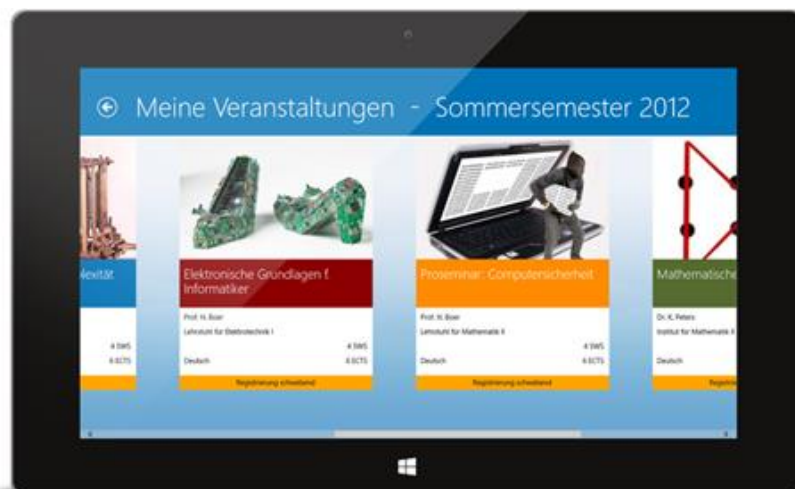 Meine Veranstaltungen - Sommersemester 2012
lexität
4 SWS
6 ECTS
Elektronische Grundlagen f.
Informatiker
Prof. H. Boer
Lehrstuhl für Elektrotechnik I
4 SWS
Deutsch 6 ECTS
Registrierung schwebend
Proseminar: Computersicherheit
Prof. H. Boer
Lehrstuhl für Mathematik II
4 SWS
Deutsch 6 ECTS
Registrierung schwebend
Mathematische
Dr. K. Peters
Institut für Mathematik
Deutsch